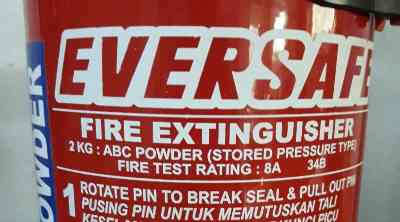 EVERSAFE
POWDER
FIRE EXTINGUISHER
2 KG : ABC POWDER (STORED PRESSURE TYPE)
FIRE TEST RATING : 8A 34B
1 ROTATE PIN TO BREAK SEAL & PULL OUT PIN
PUSING PIN UNTUK MEMUTUSKAN TALI